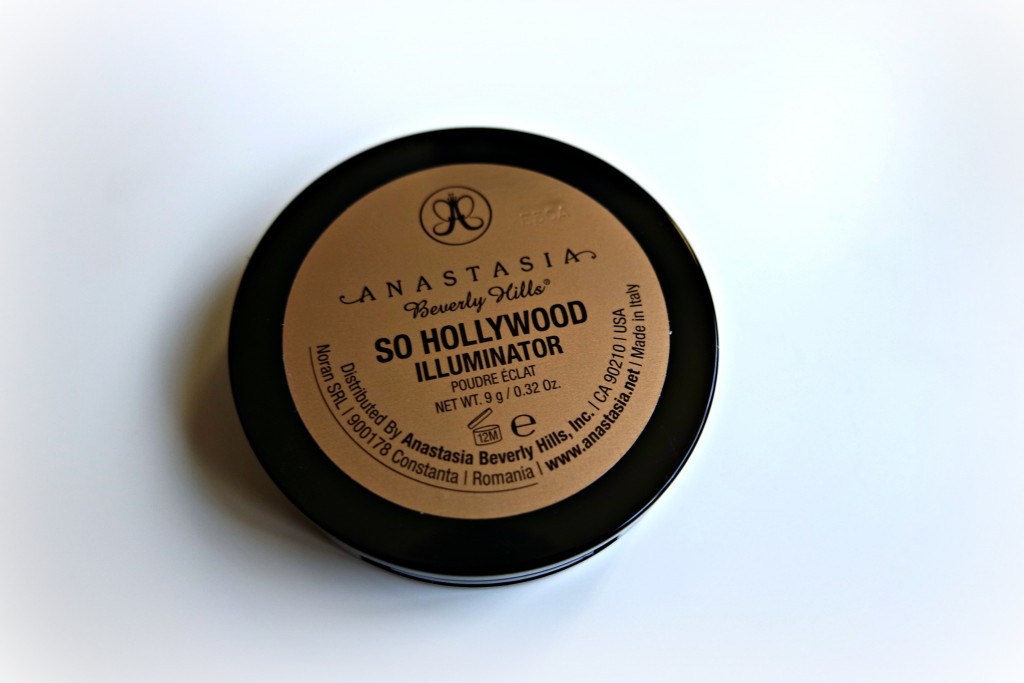 ANASTASIA
Beverly Hills®
SO HOLLYWOOD
ILLUMINATOR
POUDRE ÉCLAT
NET WT. 9 g / 0.32 Oz.
12M e
Distributed By Anastasia Beverly Hills, Inc. | CA 90210 | USA
Noran SRL | 900178 Constanta | Romania | www.anastasia.net | Made in Italy